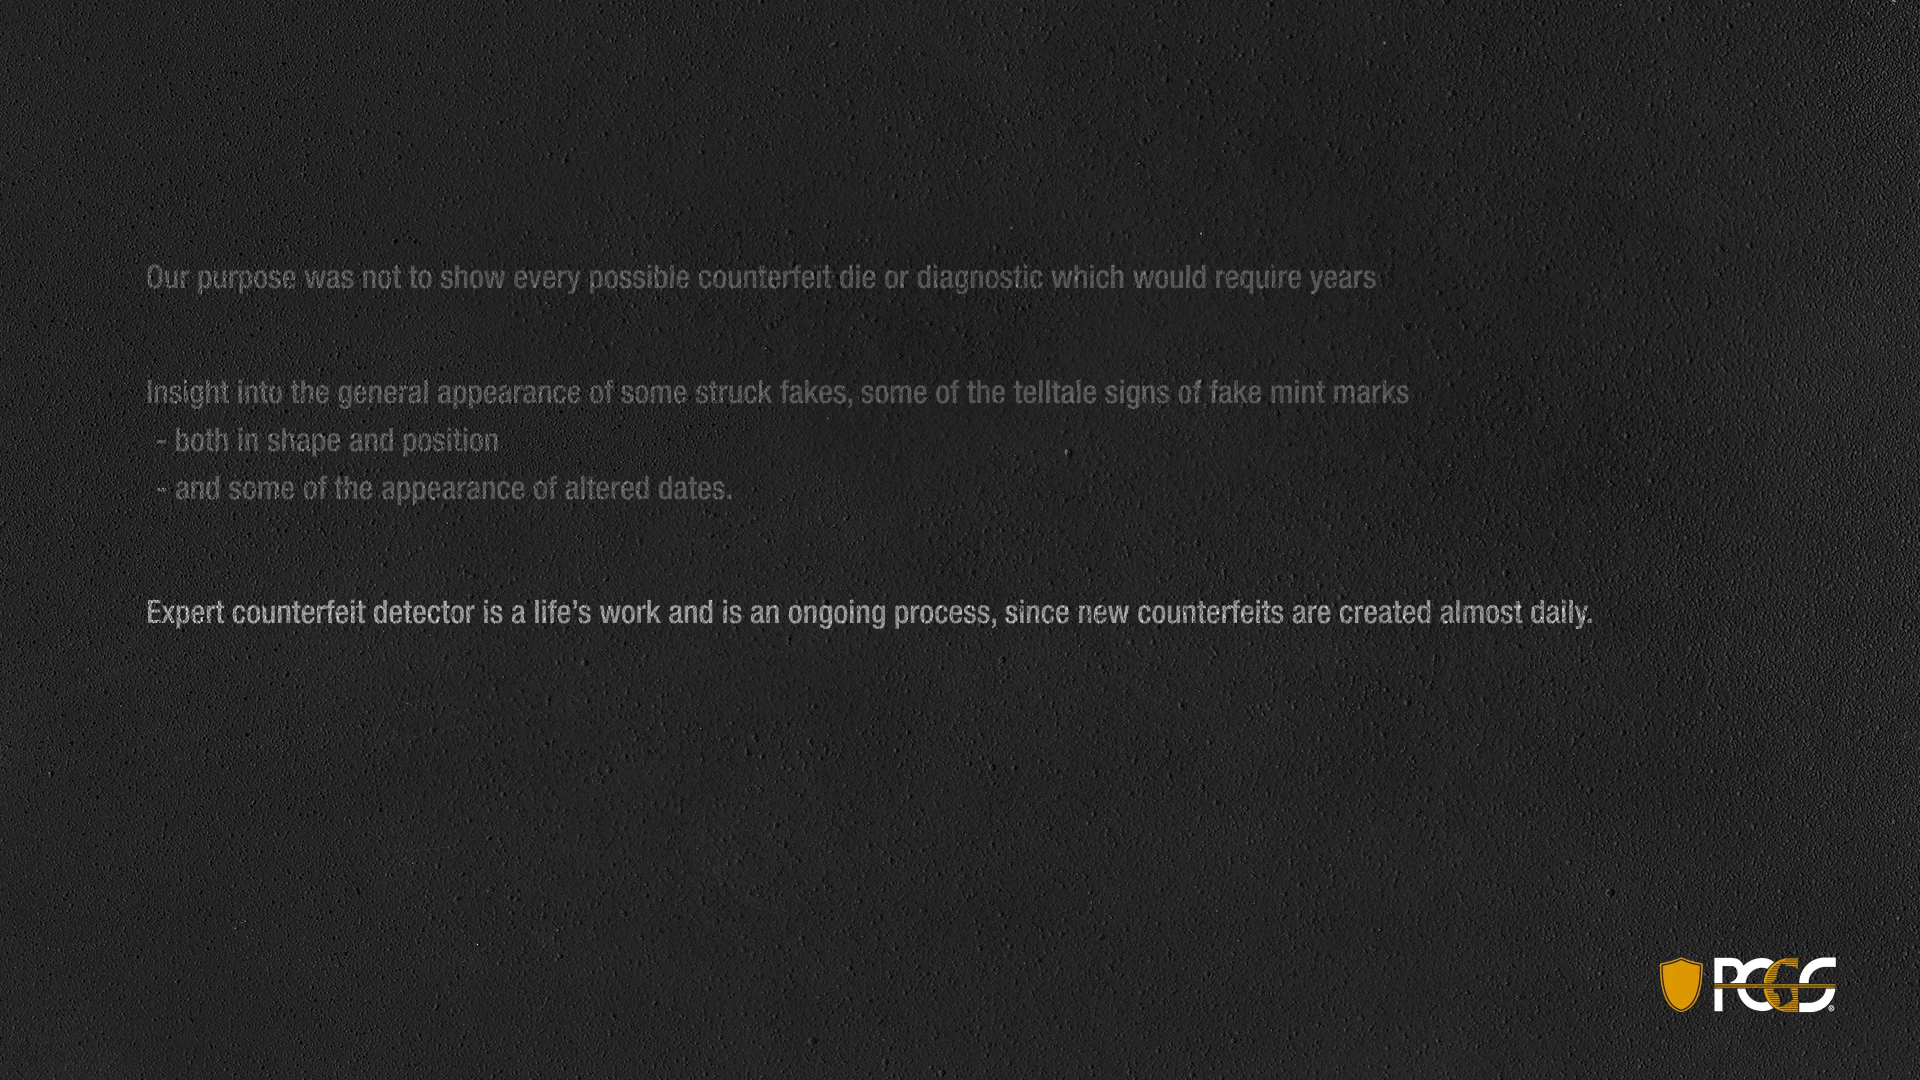 Our purpose was not to show every possible counterfeit die or diagnostic which would require years
Insight into the general appearance of some struck fakes, some of the telltale signs of fake mint marks
- both in shape and position
- and some of the appearance of altered dates.
Expert counterfeit detector is a life’s work and is an ongoing process, since new counterfeits are created almost daily.
PCGS®